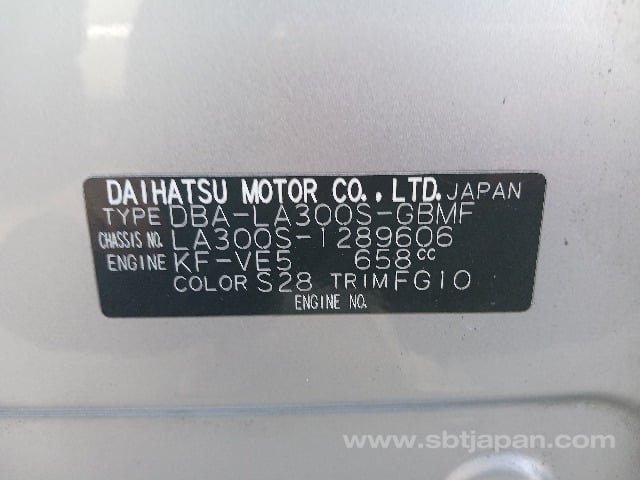 DAIHATSU MOTOR CO., LTD. JAPAN
TYPE DBA-LA300S-GBMF
CHASSIS NO. LA300S-1289606
ENGINE KF-VE5 658cc
COLOR S28 TRIM FG10
ENGINE NO.
www.sbtjapan.com